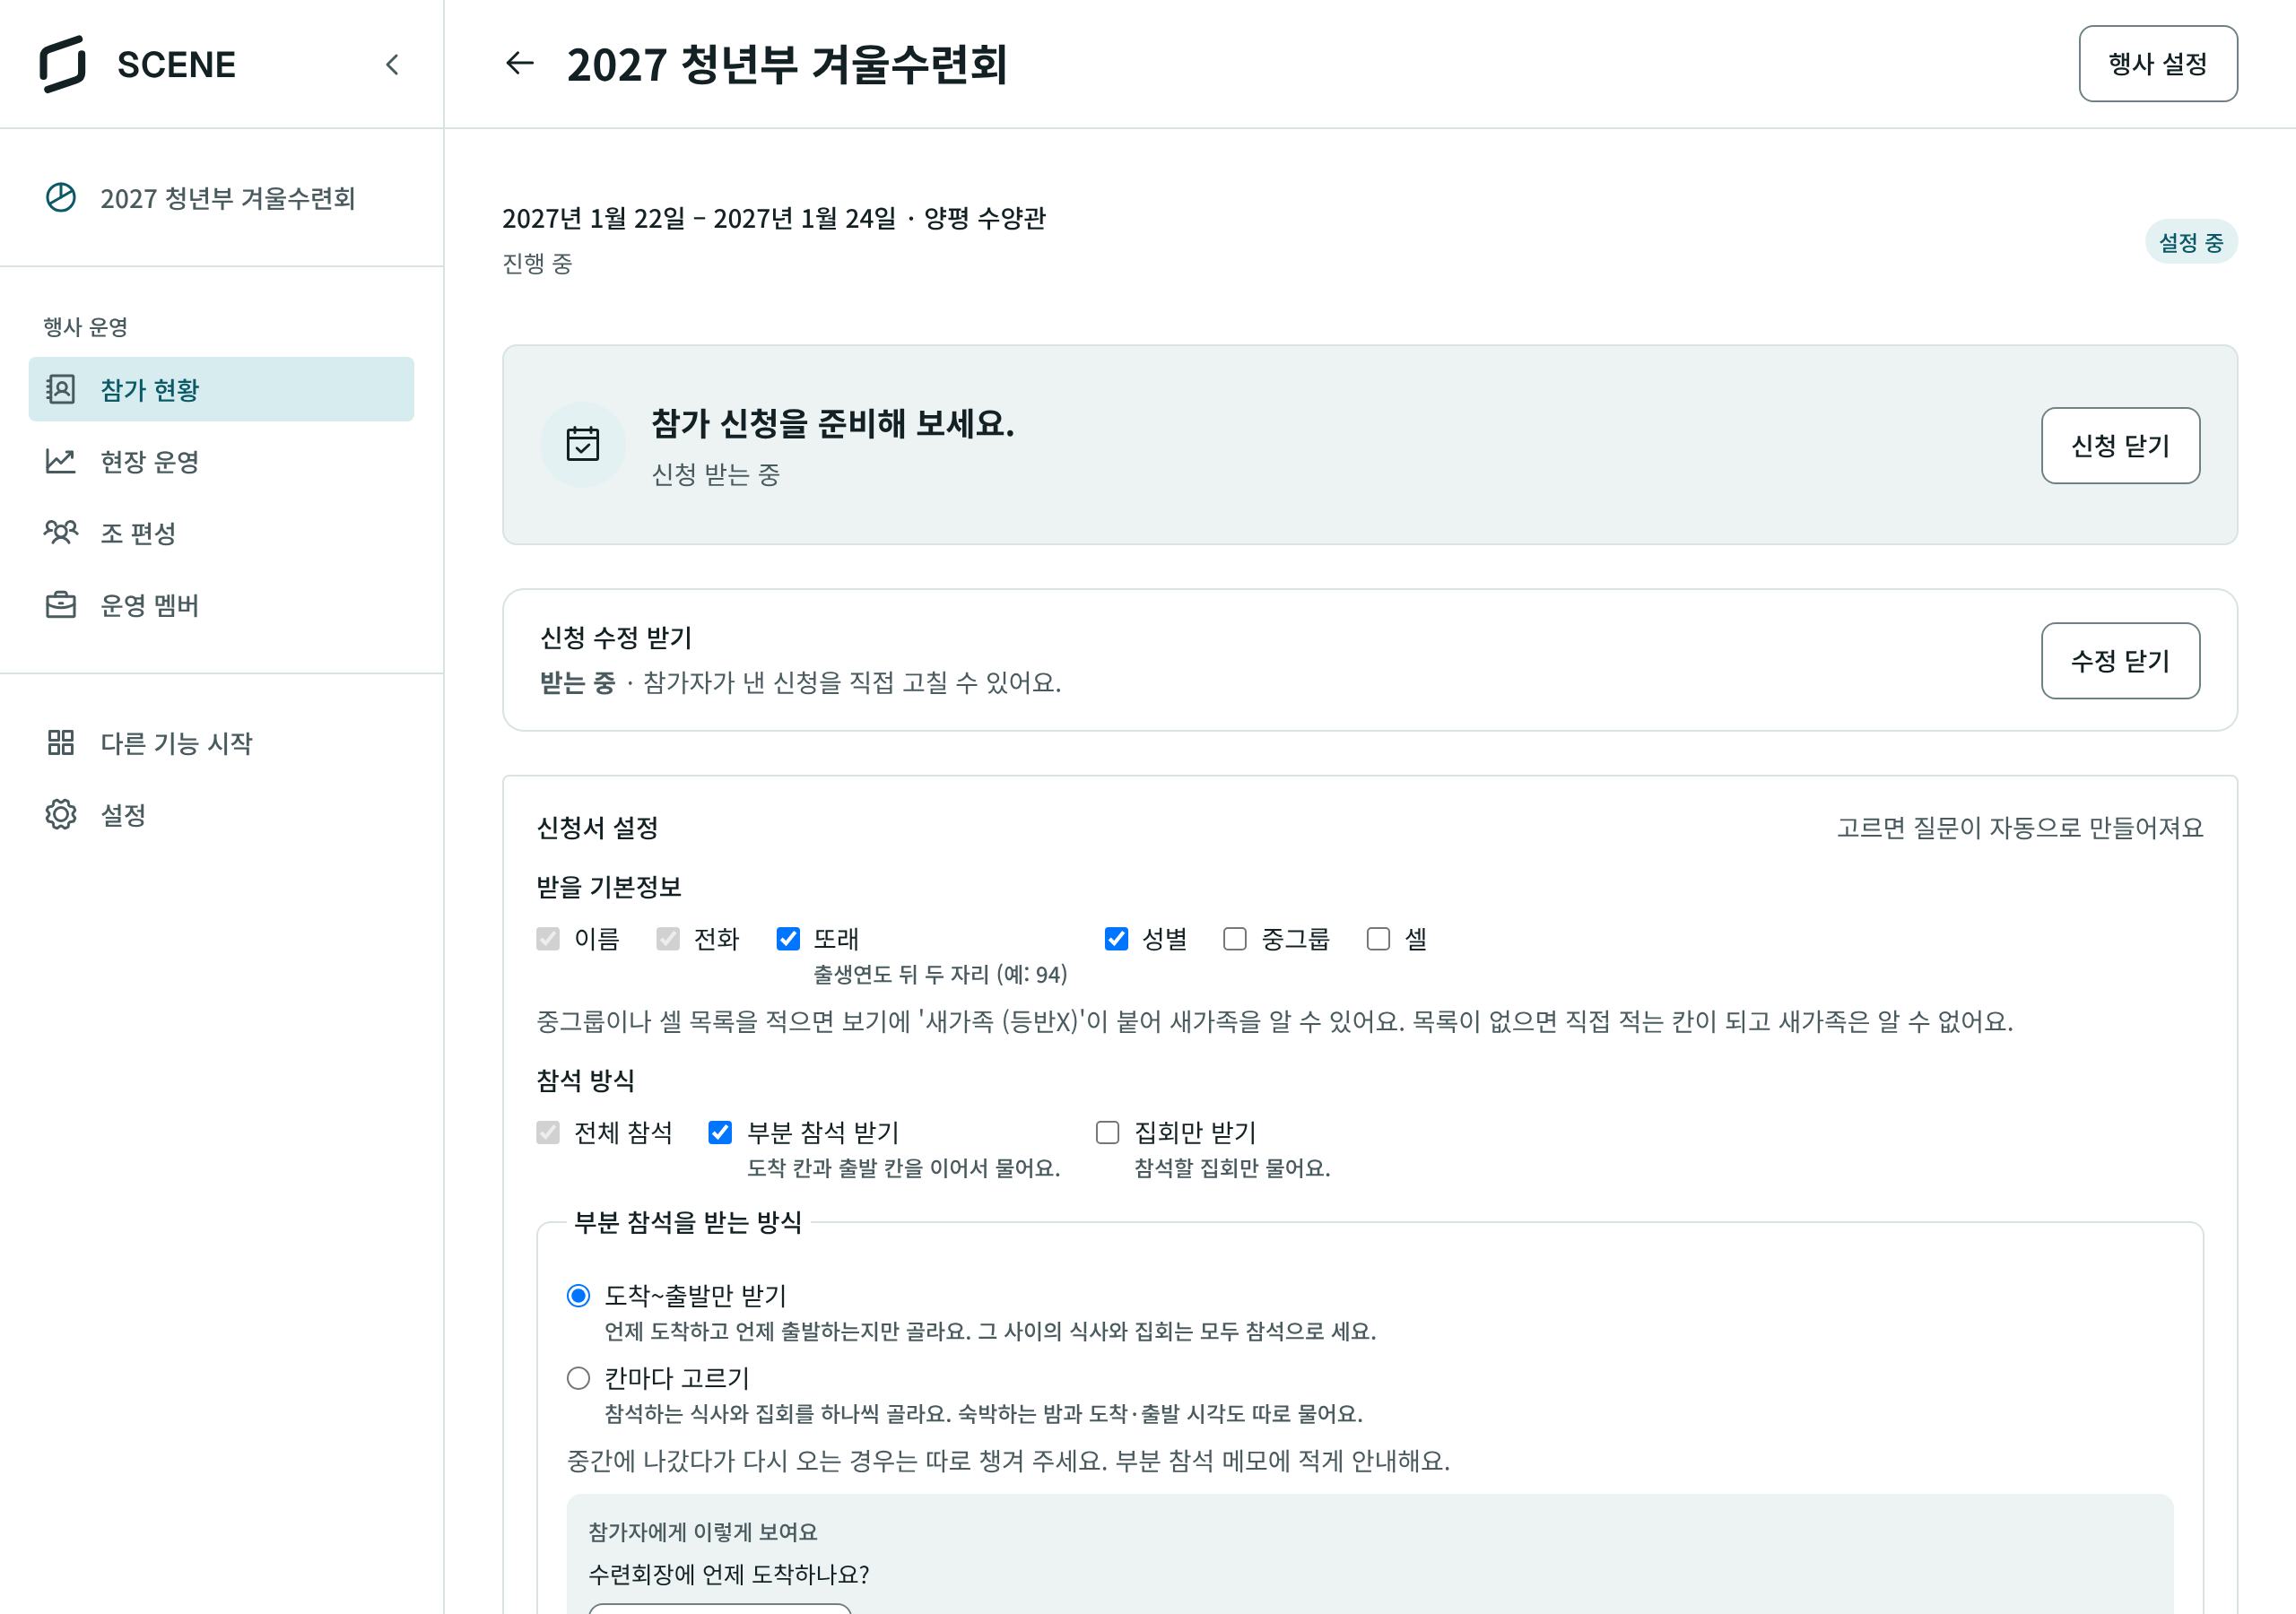 SCENE
2027 청년부 겨울수련회
행사 설정
2027 청년부 겨울수련회
행사 운영
참가 현황
현장 운영
조 편성
운영 멤버
다른 기능 시작
설정
2027년 1월 22일 – 2027년 1월 24일 · 양평 수양관
진행 중
설정 중
참가 신청을 준비해 보세요.
신청 받는 중
신청 닫기
신청 수정 받기
받는 중 · 참가자가 낸 신청을 직접 고칠 수 있어요.
수정 닫기
신청서 설정
고르면 질문이 자동으로 만들어져요
받을 기본정보
이름 전화 또래 성별 중그룹 셀
출생연도 뒤 두 자리 (예: 94)
중그룹이나 셀 목록을 적으면 보기에 '새가족 (등반X)'이 붙어 새가족을 알 수 있어요. 목록이 없으면 직접 적는 칸이 되고 새가족은 알 수 없어요.
참석 방식
전체 참석 부분 참석 받기 집회만 받기
도착 칸과 출발 칸을 이어서 물어요. 참석할 집회만 물어요.
부분 참석을 받는 방식
도착~출발만 받기
언제 도착하고 언제 출발하는지만 골라요. 그 사이의 식사와 집회는 모두 참석으로 세요.
칸마다 고르기
참석하는 식사와 집회를 하나씩 골라요. 숙박하는 밤과 도착·출발 시각도 따로 물어요.
중간에 나갔다가 다시 오는 경우는 따로 챙겨 주세요. 부분 참석 메모에 적게 안내해요.
참가자에게 이렇게 보여요
수련회장에 언제 도착하나요?